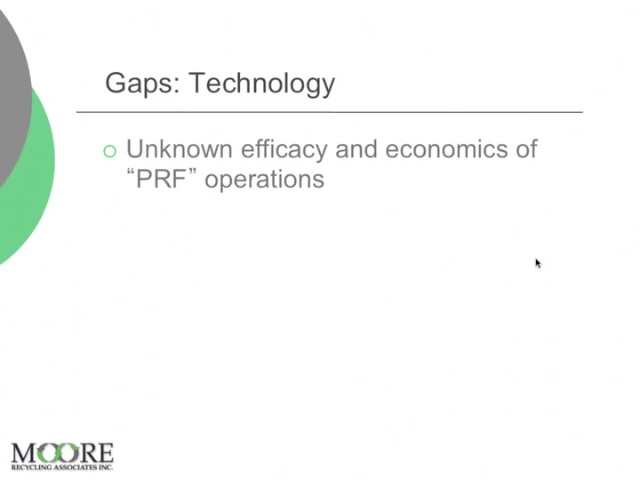 Gaps: Technology
Unknown efficacy and economics of
“PRF” operations
MOORE
RECYCLING ASSOCIATES INC.